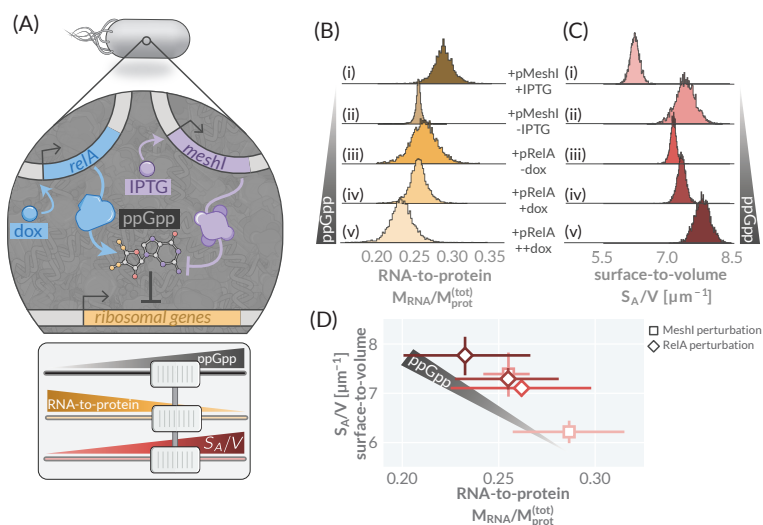 (A)
relA
meshI
IPTG
dox
ppGpp
ribosomal genes
ppGpp
RNA-to-protein
S_A/V
(B)
(i)
(ii)
(iii)
(iv)
(v)
ppGpp
0.20 0.25 0.30 0.35
RNA-to-protein
M_RNA/M_prot^(tot)
+pMeshI
+IPTG
+pMeshI
-IPTG
+pRelA
-dox
+pRelA
+dox
+pRelA
++dox
(C)
(i)
(ii)
(iii)
(iv)
(v)
ppGpp
5.5 7.0 8.5
surface-to-volume
S_A/V [μm⁻¹]
(D)
8
7
6
S_A/V [μm⁻¹]
surface-to-volume
ppGpp
0.20 0.25 0.30
RNA-to-protein
M_RNA/M_prot^(tot)
MeshI perturbation
RelA perturbation